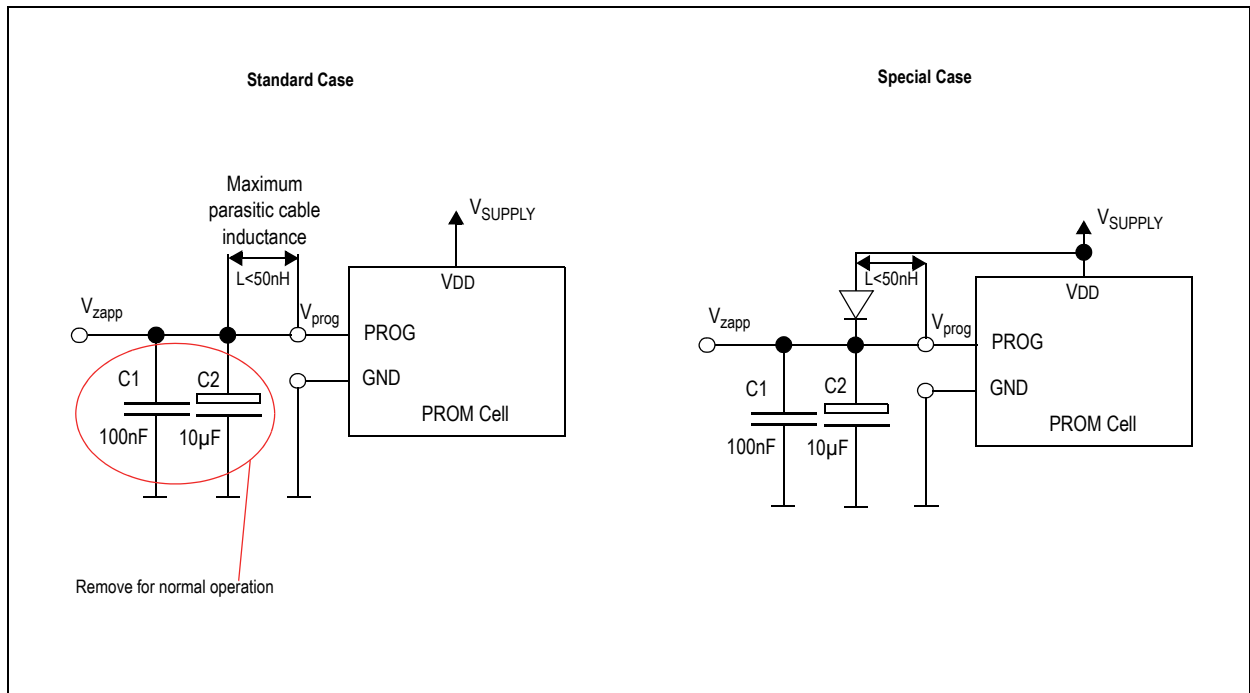 Standard Case
Maximum
parasitic cable
inductance
L<50nH
VSUPPLY
VDD
Vzapp
Vprog
PROG
GND
C1
C2
100nF
10µF
PROM Cell
Remove for normal operation
Special Case
VSUPPLY
L<50nH
VDD
Vzapp
Vprog
PROG
GND
C1
C2
100nF
10µF
PROM Cell